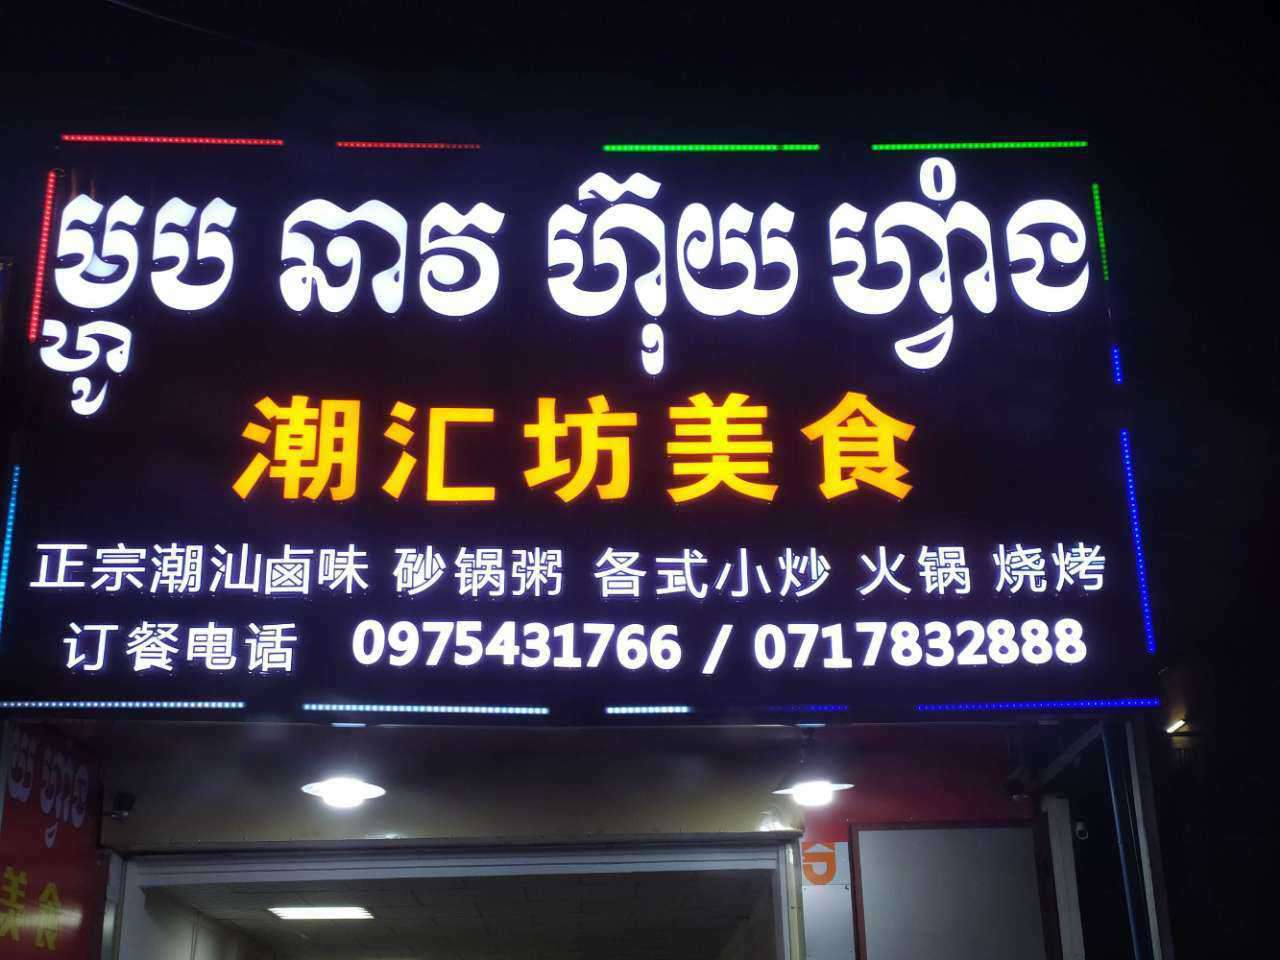 ម្ហូប ឆាវ ហ៊ុយ ហ្វាំង
潮汇坊美食
正宗潮汕卤味 砂锅粥 各式小炒 火锅 烧烤
订餐电话 0975431766 / 0717832888